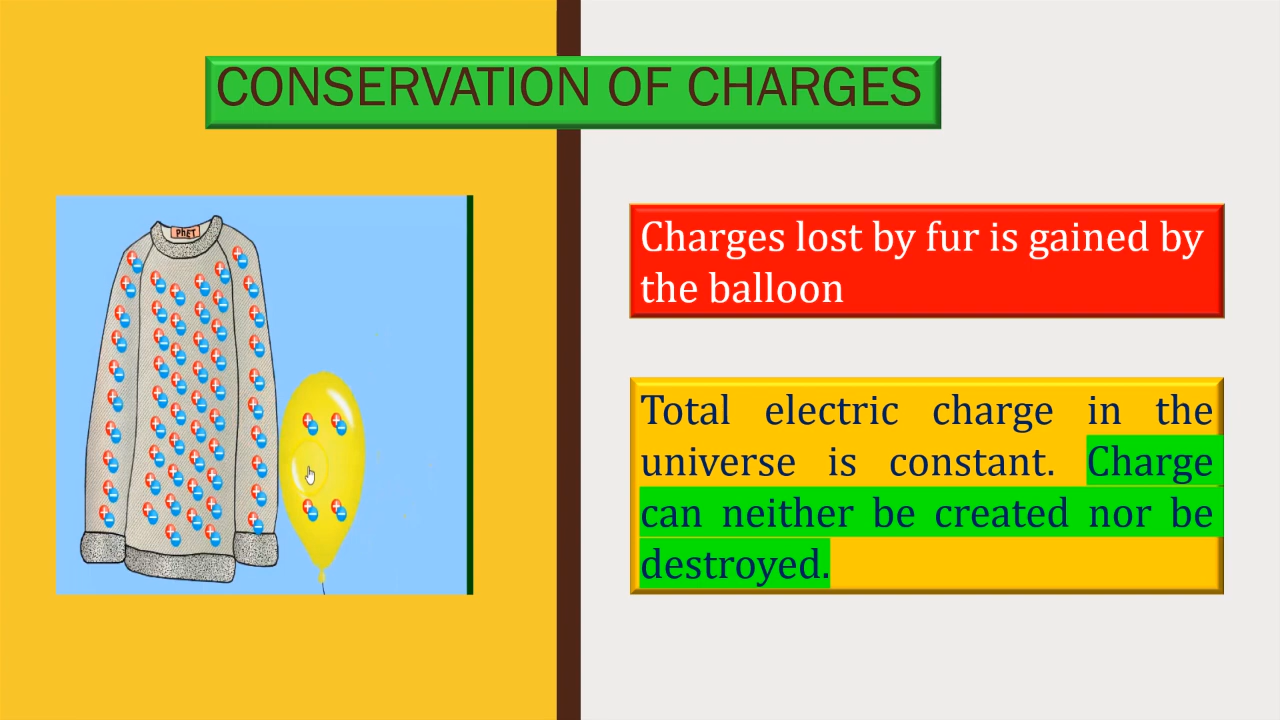 CONSERVATION OF CHARGES
PhET
Charges lost by fur is gained by
the balloon
Total electric charge in the
universe is constant. Charge
can neither be created nor be
destroyed.